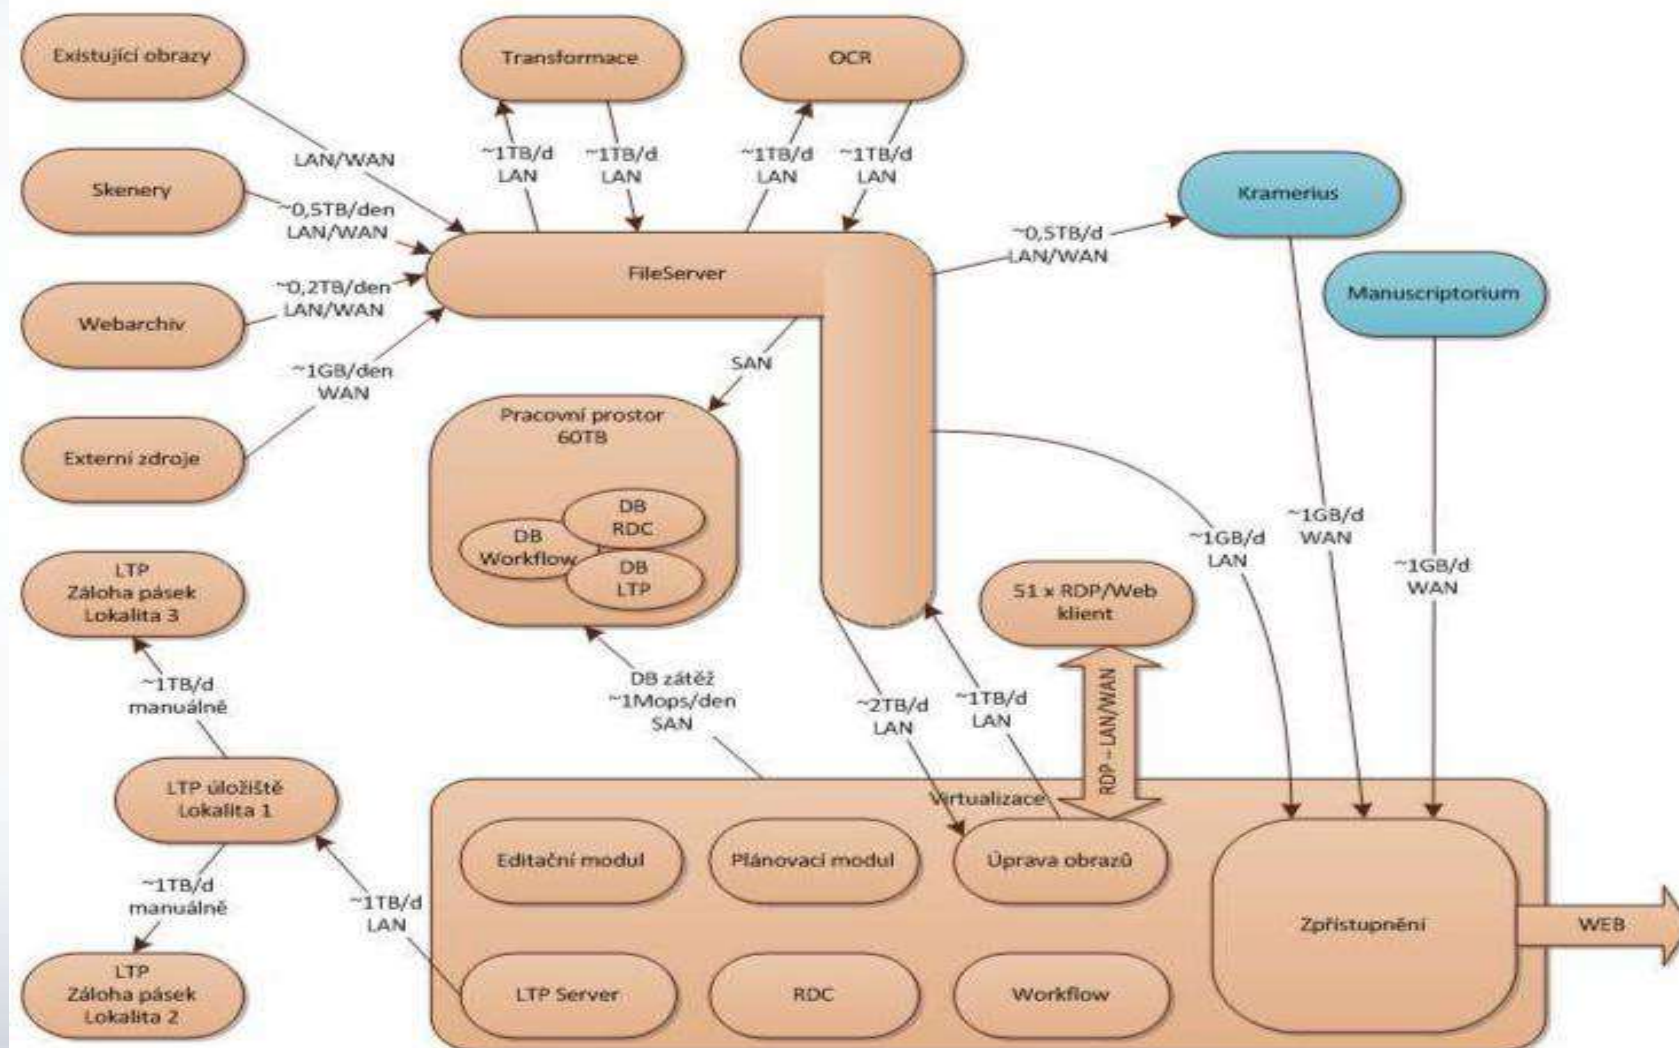 Existující obrazy
Transformace
OCR
LAN/WAN
~1TB/d
LAN
~1TB/d
LAN
~1TB/d
LAN
~1TB/d
LAN
Skenery
~0,5TB/den
LAN/WAN
Kramerius
~0,5TB/d
LAN/WAN
FileServer
Manuscriptorium
Webarchiv
~0,2TB/den
LAN/WAN
~1GB/den
WAN
SAN
Externí zdroje
Pracovní prostor
60TB
DB
RDC
DB
Workflow
DB
LTP
~1GB/d
LAN
~1GB/d
WAN
~1GB/d
WAN
LTP
Záloha pásek
Lokalita 3
51 x RDP/Web
klient
~1TB/d
manuálně
DB zátěž
~1Mops/den
SAN
~2TB/d
LAN
~1TB/d
LAN
RDP – LAN/WAN
LTP úložiště
Lokalita 1
Virtualizace
~1TB/d
manuálně
~1TB/d
LAN
Editační modul
Plánovací modul
Úprava obrazů
Zpřístupnění
WEB
LTP
Záloha pásek
Lokalita 2
LTP Server
RDC
Workflow